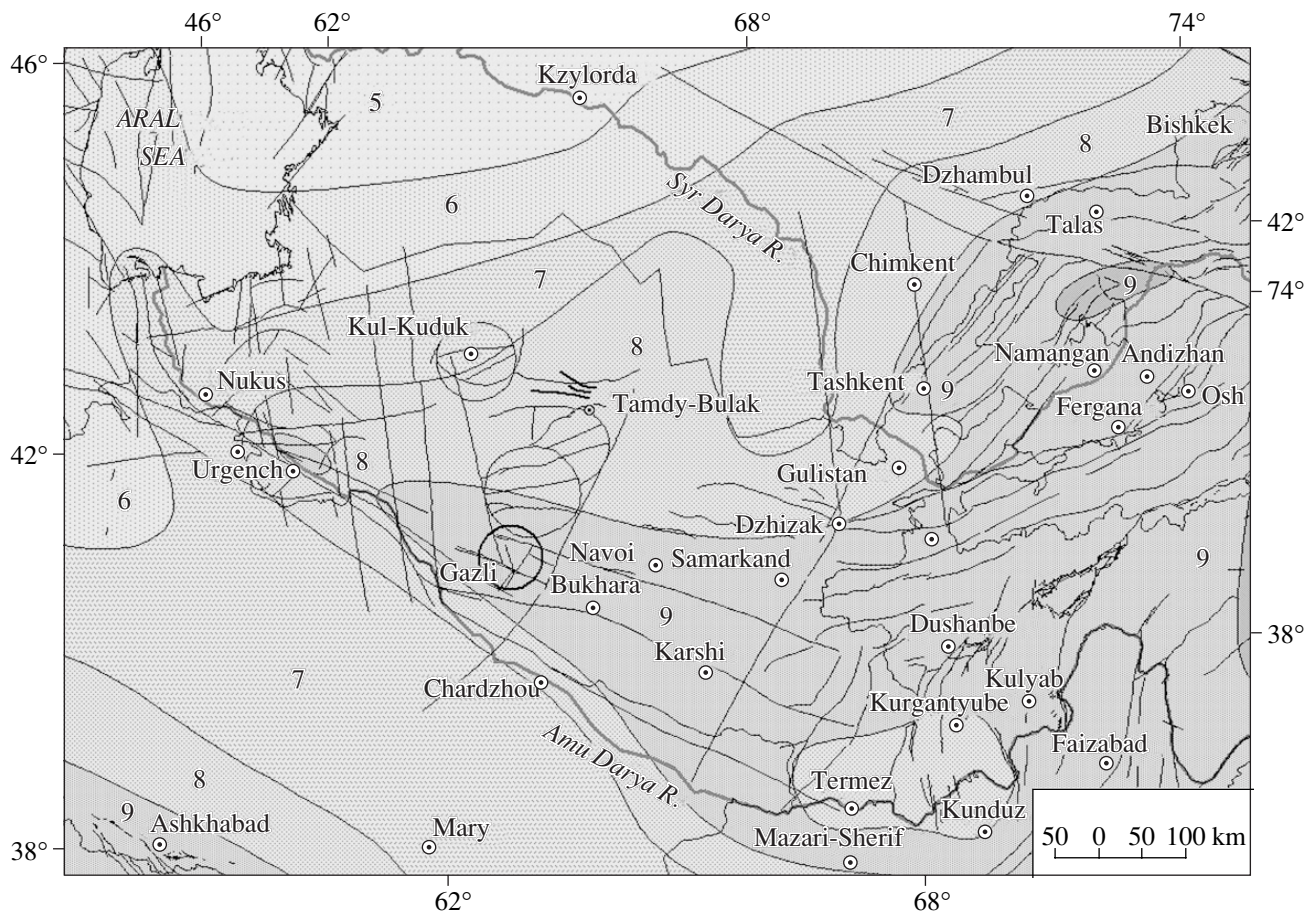 46° 62° 68° 74°
46°
Kzylorda
5
7
ARAL
SEA
Bishkek
8
Dzhambul
Syr Darya R.
6
Talas
42°
Chimkent
7
9
74°
Kul-Kuduk
8
Namangan Andizhan
Nukus
Tashkent
9
Osh
Tamdy-Bulak
Fergana
42°
Urgench
8
Gulistan
6
Dzhizak
Navoi Samarkand
9
Gazli
Bukhara
9
Dushanbe
38°
Karshi
7
Kulyab
Chardzhou
Kurgantyube
Amu Darya R.
Faizabad
8
Termez
9
Ashkhabad
Mary
Kunduz
Mazari-Sherif
50 0 50 100 km
38°
62° 68°